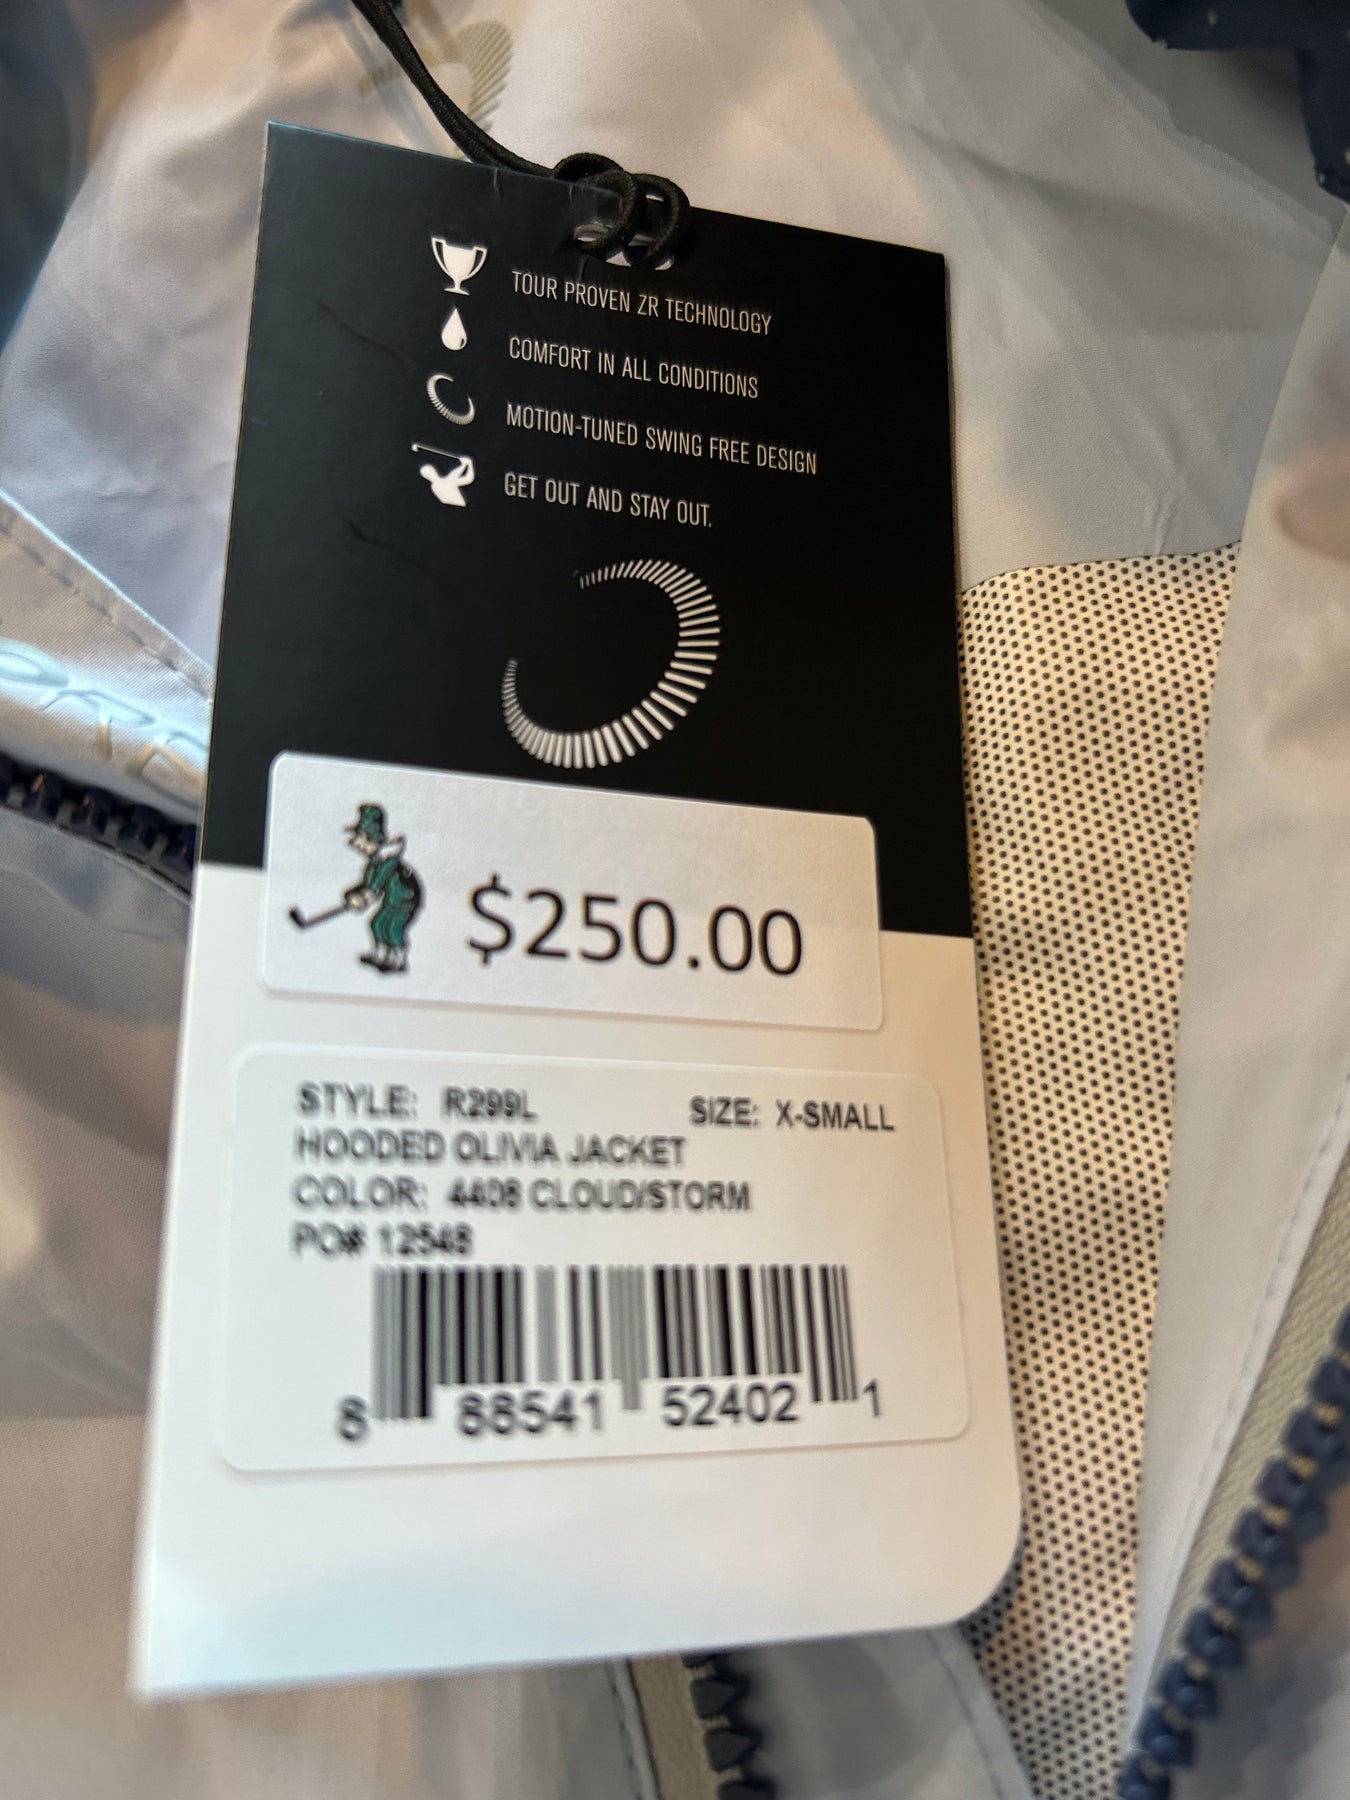 TOUR PROVEN ZR TECHNOLOGY
COMFORT IN ALL CONDITIONS
MOTION-TUNED SWING FREE DESIGN
GET OUT AND STAY OUT.
$250.00
STYLE: R299L SIZE: X-SMALL
HOODED OLIVIA JACKET
COLOR: 4408 CLOUD/STORM
PO# 12548
8 88541 52402 1